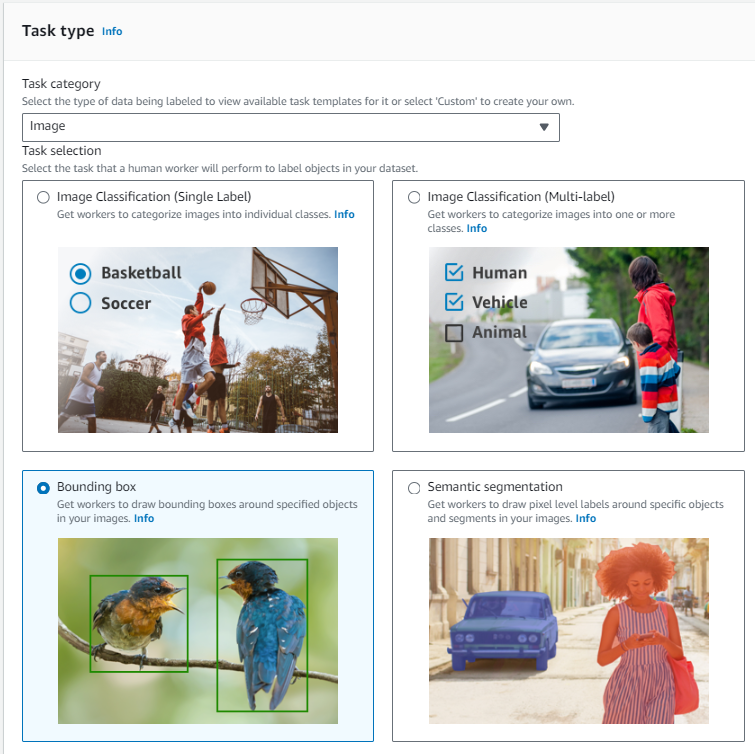 Task type Info
Task category
Select the type of data being labeled to view available task templates for it or select 'Custom' to create your own.
Image
Task selection
Select the task that a human worker will perform to label objects in your dataset.
Image Classification (Single Label)
Get workers to categorize images into individual classes. Info
Basketball
Soccer
Image Classification (Multi-label)
Get workers to categorize images into one or more
classes. Info
Human
Vehicle
Animal
Bounding box
Get workers to draw bounding boxes around specified objects
in your images. Info
Semantic segmentation
Get workers to draw pixel level labels around specific objects
and segments in your images. Info